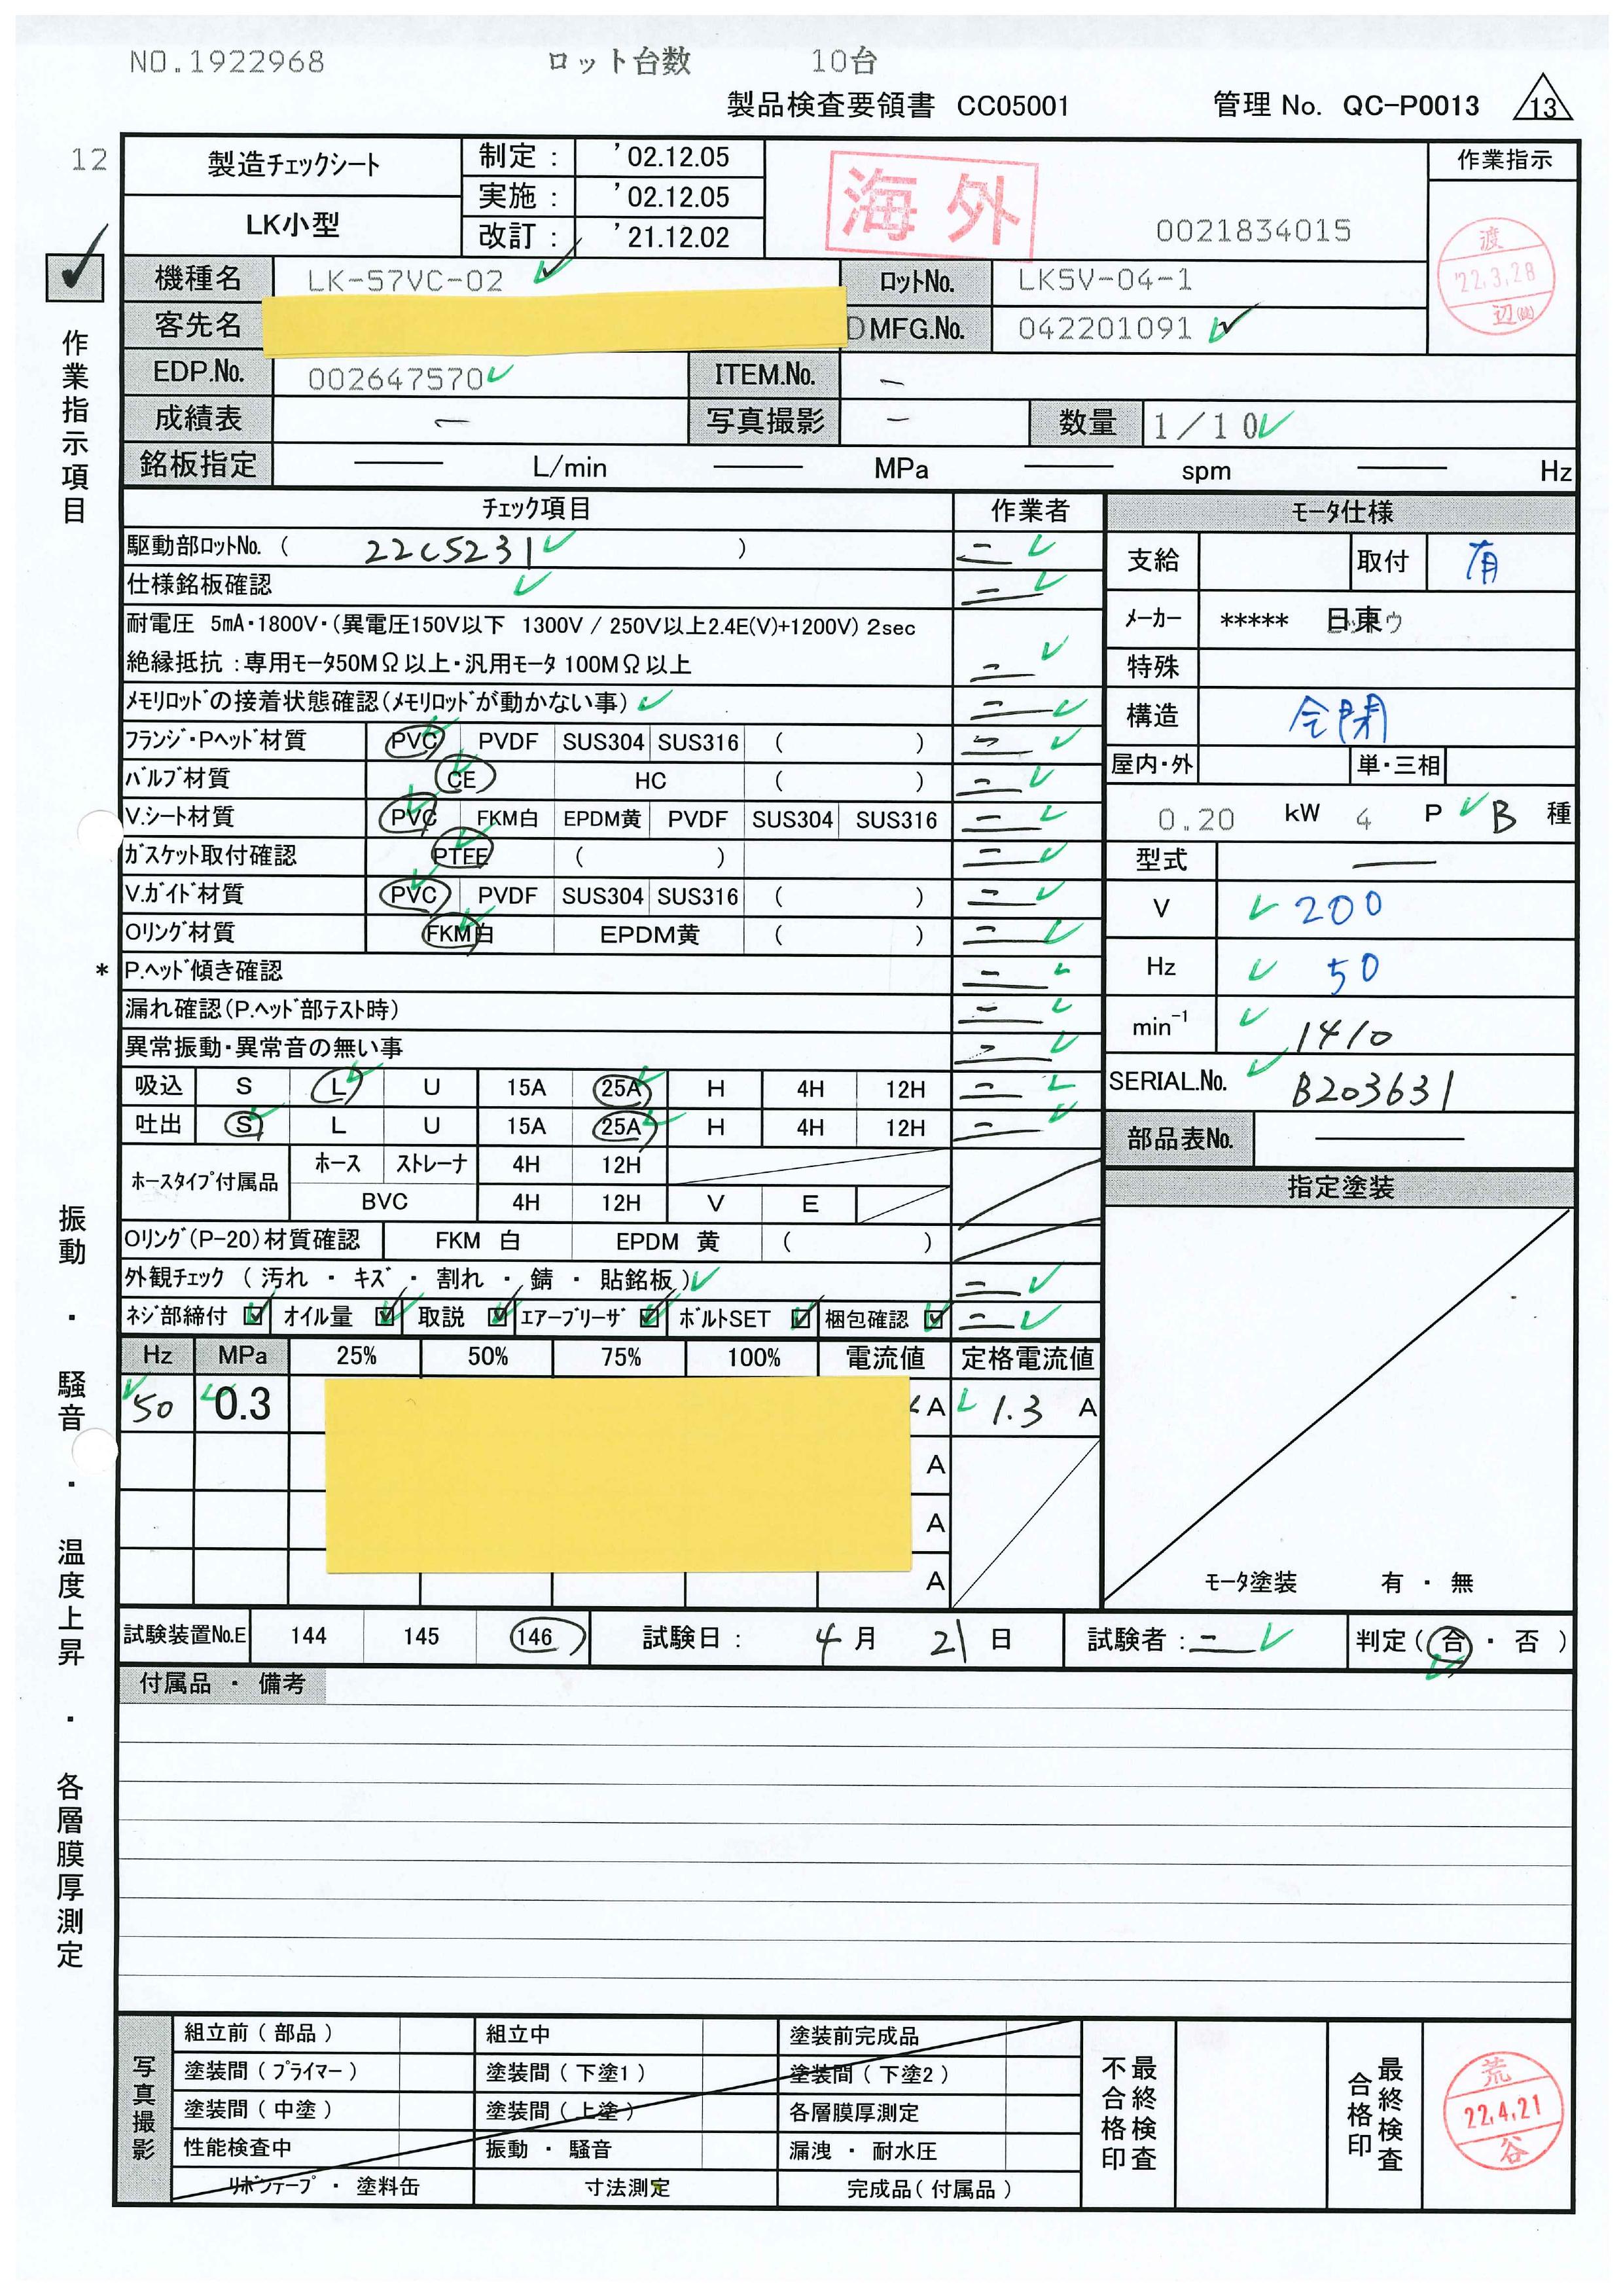 NO.1922968 ロット台数 10台
製品検査要領書 CC05001 管理 No. QC-P0013 13
12
製造チェックシート 制定: '02.12.05 作業指示
実施: '02.12.05 海外
LK小型 改訂: '21.12.02 0021834015
渡 '22.3.28 辺
機種名 LK-57VC-02 ロットNo. LK5V-04-1
客先名 MFG.No. 042201091
EDP.No. 002647570 ITEM.No. －
成績表 － 写真撮影 － 数量 1/10
銘板指定 ― L/min ― MPa ― spm ― Hz
作業指示項目
チェック項目 作業者 モータ仕様
駆動部ロットNo. ( 22C5231 ) 二
仕様銘板確認 二
支給 取付 有
耐電圧 5mA・1800V・(異電圧150V以下 1300V / 250V以上2.4E(V)+1200V) 2sec
メーカー ***** 日東
絶縁抵抗:専用モータ50MΩ以上・汎用モータ 100MΩ以上 二
特殊
メモリロッドの接着状態確認(メモリロッドが動かない事) 二
構造 全閉
フランジ・Pヘッド材質 PVC PVDF SUS304 SUS316 ( ) 二
屋内・外 単・三相
バルブ材質 CE HC ( ) 二
V.シート材質 PVC FKM白 EPDM黄 PVDF SUS304 SUS316 二
0.20 kW 4 P B 種
ガスケット取付確認 PTFE ( ) 二
型式 ―
V.ガイド材質 PVC PVDF SUS304 SUS316 ( ) 二
V 200
Oリング材質 FKM白 EPDM黄 ( ) 二
* P.ヘッド傾き確認 二
Hz 50
漏れ確認(P.ヘッド部テスト時) 二
min-1 1410
異常振動・異常音の無い事 二
吸込 S L U 15A 25A H 4H 12H 二
SERIAL.No. B203631
吐出 S L U 15A 25A H 4H 12H 二
部品表No. ―
ホースタイプ付属品 ホース ストレーナ 4H 12H
BVC 4H 12H V E
指定塗装
Oリング(P-20)材質確認 FKM 白 EPDM 黄 ( )
外観チェック ( 汚れ ・ キズ ・ 割れ ・ 錆 ・ 貼銘板 ) 二
ネジ部締付 ☑ オイル量 ☑ 取説 ☑ エアーブリーザ ☑ ボルトSET ☑ 梱包確認 ☑ 二
Hz MPa 25% 50% 75% 100% 電流値 定格電流値
50 0.3 A 1.3 A
A
A
A
モータ塗装 有 ・ 無
振動 ・ 騒音 ・ 温度上昇 ・ 各層膜厚測定
試験装置No.E 144 145 146 試験日: 4 月 21 日 試験者:二 判定 ( 合 ・ 否 )
付属品 ・ 備考
写真撮影
組立前 ( 部品 ) 組立中 塗装前完成品
塗装間 ( プライマー ) 塗装間 ( 下塗1 ) 塗装間 ( 下塗2 )
塗装間 ( 中塗 ) 塗装間 ( 上塗 ) 各層膜厚測定
性能検査中 振動 ・ 騒音 漏洩 ・ 耐水圧
リボンテープ ・ 塗料缶 寸法測定 完成品( 付属品 )
最終検査不合格印
最終検査合格印
荒 22.4.21 谷